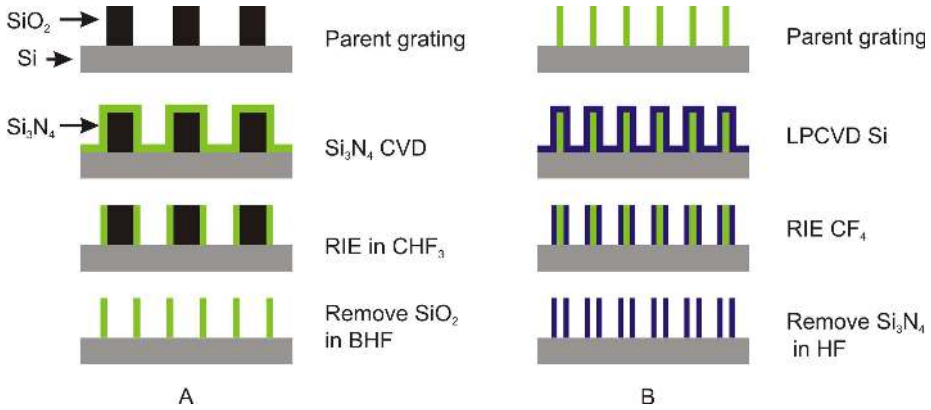 SiO₂
Si
Parent grating
Si₃N₄
Si₃N₄ CVD
RIE in CHF₃
Remove SiO₂
in BHF
A
Parent grating
LPCVD Si
RIE CF₄
Remove Si₃N₄
in HF
B